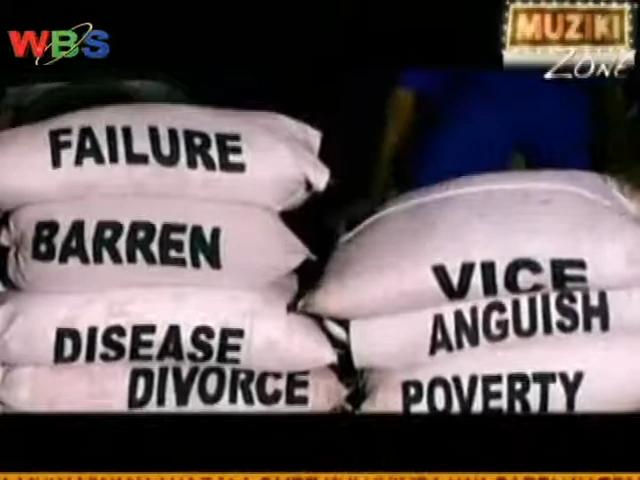 WBS
MUZIKI
ZONE
FAILURE
BARREN
DISEASE
DIVORCE
VICE
ANGUISH
POVERTY